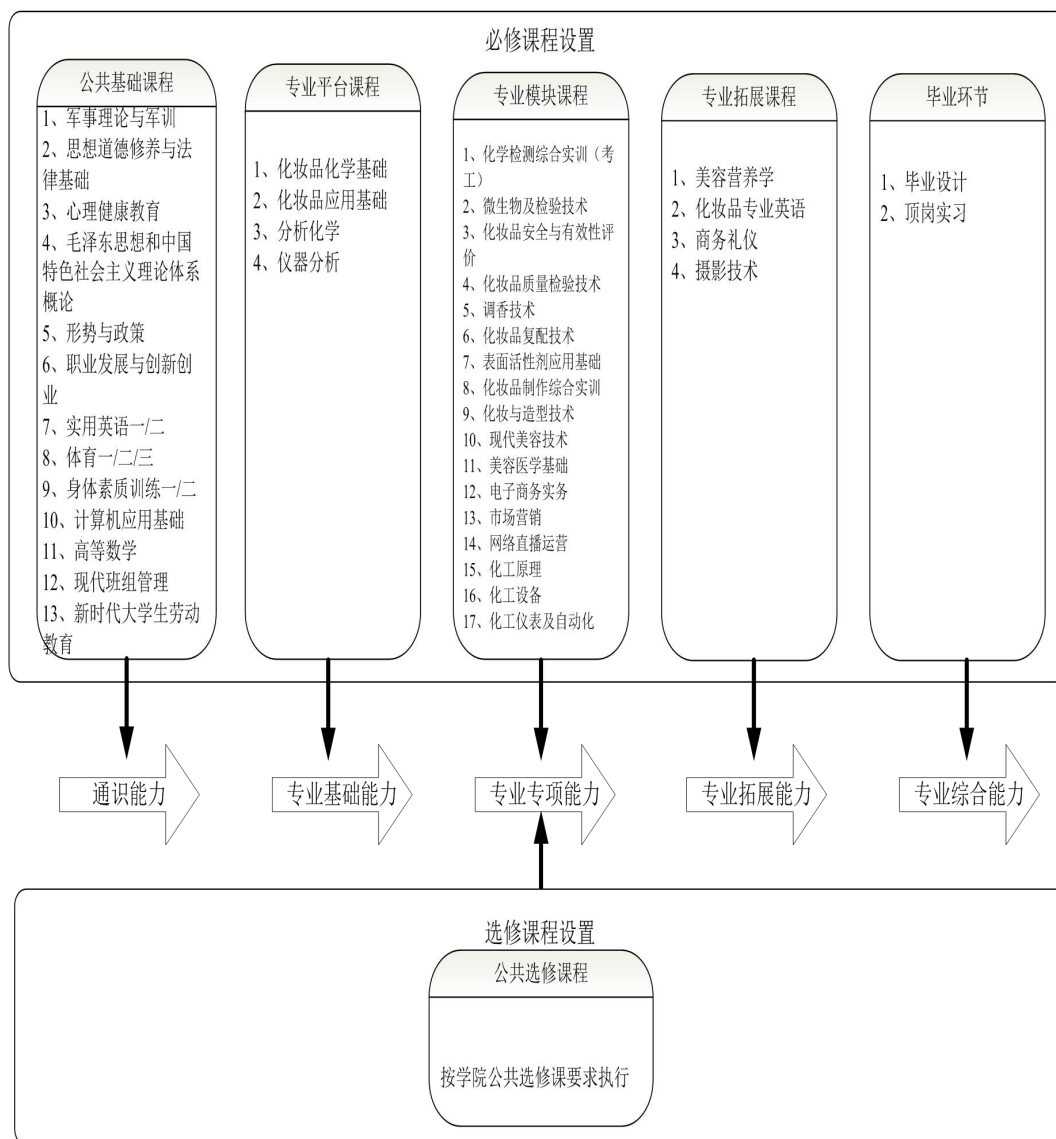 必修课程设置
公共基础课程
1、军事理论与军训
2、思想道德修养与法
律基础
3、心理健康教育
4、毛泽东思想和中国
特色社会主义理论体系
概论
5、形势与政策
6、职业发展与创新创
业
7、实用英语一/二
8、体育一/二/三
9、身体素质训练一/二
10、计算机应用基础
11、高等数学
12、现代班组管理
13、新时代大学生劳动
教育
专业平台课程
1、化妆品化学基础
2、化妆品应用基础
3、分析化学
4、仪器分析
专业模块课程
1、化学检测综合实训（考
工）
2、微生物及检验技术
3、化妆品安全与有效性评
价
4、化妆品质量检验技术
5、调香技术
6、化妆品复配技术
7、表面活性剂应用基础
8、化妆品制作综合实训
9、化妆与造型技术
10、现代美容技术
11、美容医学基础
12、电子商务实务
13、市场营销
14、网络直播运营
15、化工原理
16、化工设备
17、化工仪表及自动化
专业拓展课程
1、美容营养学
2、化妆品专业英语
3、商务礼仪
4、摄影技术
毕业环节
1、毕业设计
2、顶岗实习
通识能力
专业基础能力
专业专项能力
专业拓展能力
专业综合能力
选修课程设置
公共选修课程
按学院公共选修课要求执行